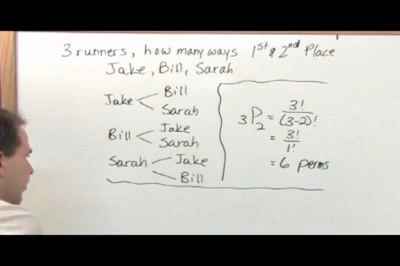 3 runners, how many ways 1st & 2nd Place
Jake, Bill, Sarah
Jake < Bill
Sarah
Bill < Jake
Sarah
Sarah < Jake
Bill
3P2 = 3! / (3-2)!
= 3! / 1!
= 6 perms